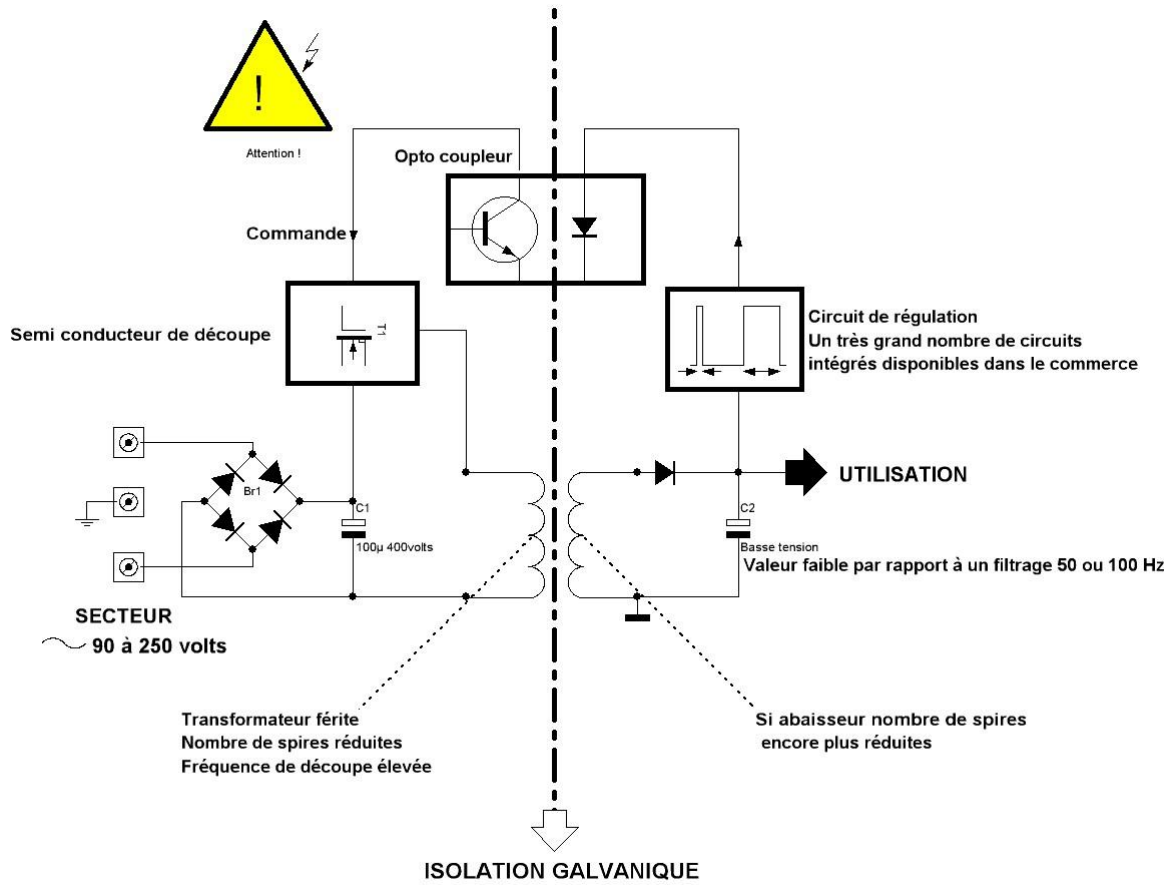 !
Attention !
Opto coupleur
Commande
Semi conducteur de découpe
T1
Circuit de régulation
Un très grand nombre de circuits
intégrés disponibles dans le commerce
Br1
C1
100µ 400volts
UTILISATION
C2
Basse tension
Valeur faible par rapport à un filtrage 50 ou 100 Hz
SECTEUR
90 à 250 volts
Transformateur férite
Nombre de spires réduites
Fréquence de découpe élevée
Si abaisseur nombre de spires
encore plus réduites
ISOLATION GALVANIQUE